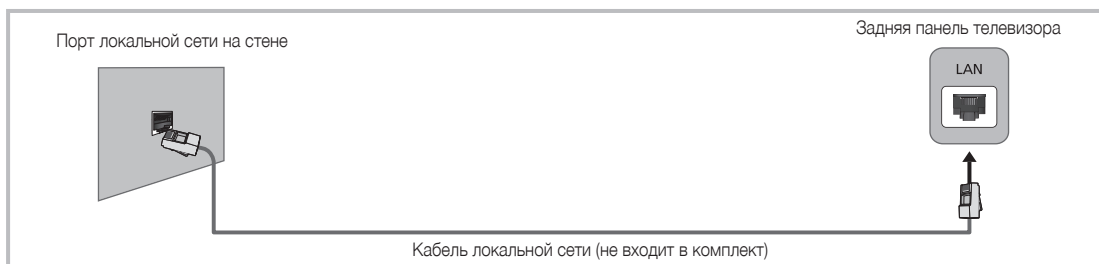 Порт локальной сети на стене
Задняя панель телевизора
LAN
Кабель локальной сети (не входит в комплект)